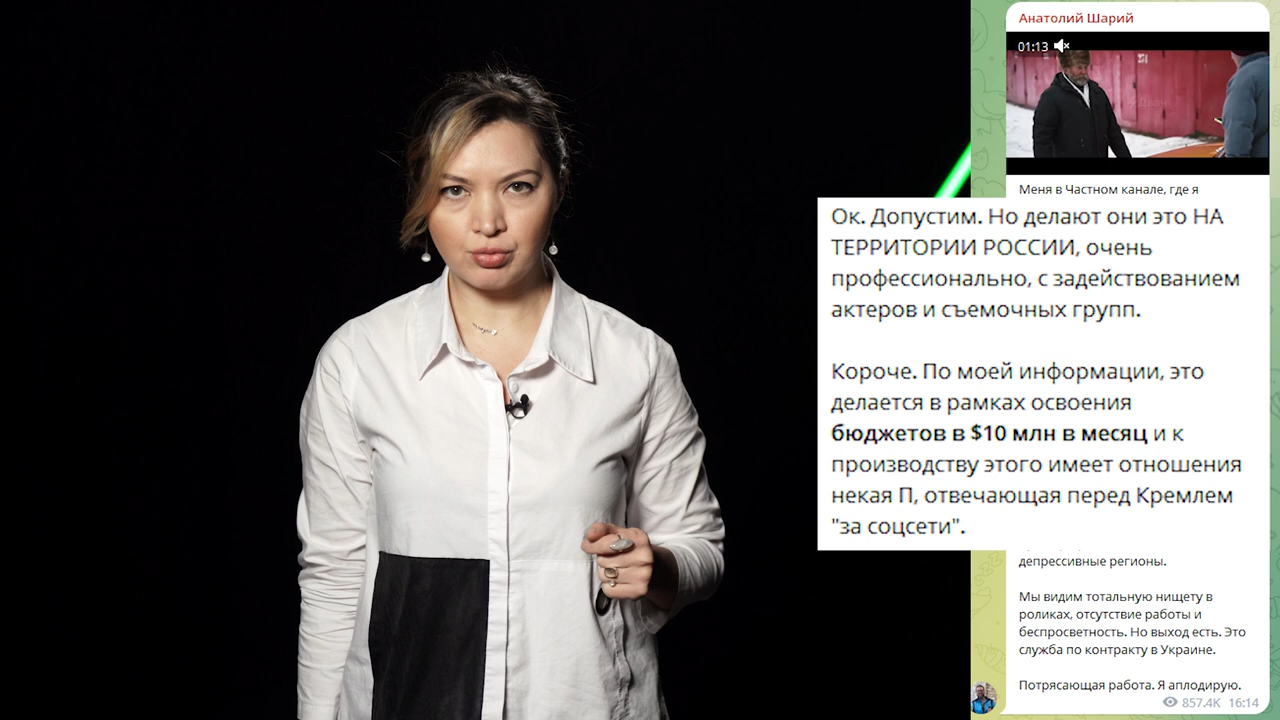 Анатолий Шарий
01:13
Меня в Частном канале, где я
Ок. Допустим. Но делают они это НА
ТЕРРИТОРИИ РОССИИ, очень
профессионально, с задействованием
актеров и съемочных групп.
Короче. По моей информации, это
делается в рамках освоения
бюджетов в $10 млн в месяц и к
производству этого имеет отношения
некая П, отвечающая перед Кремлем
"за соцсети".
депрессивные регионы.
Мы видим тотальную нищету в
роликах, отсутствие работы и
беспросветность. Но выход есть. Это
служба по контракту в Украине.
Потрясающая работа. Я аплодирую.
857.4K 16:14